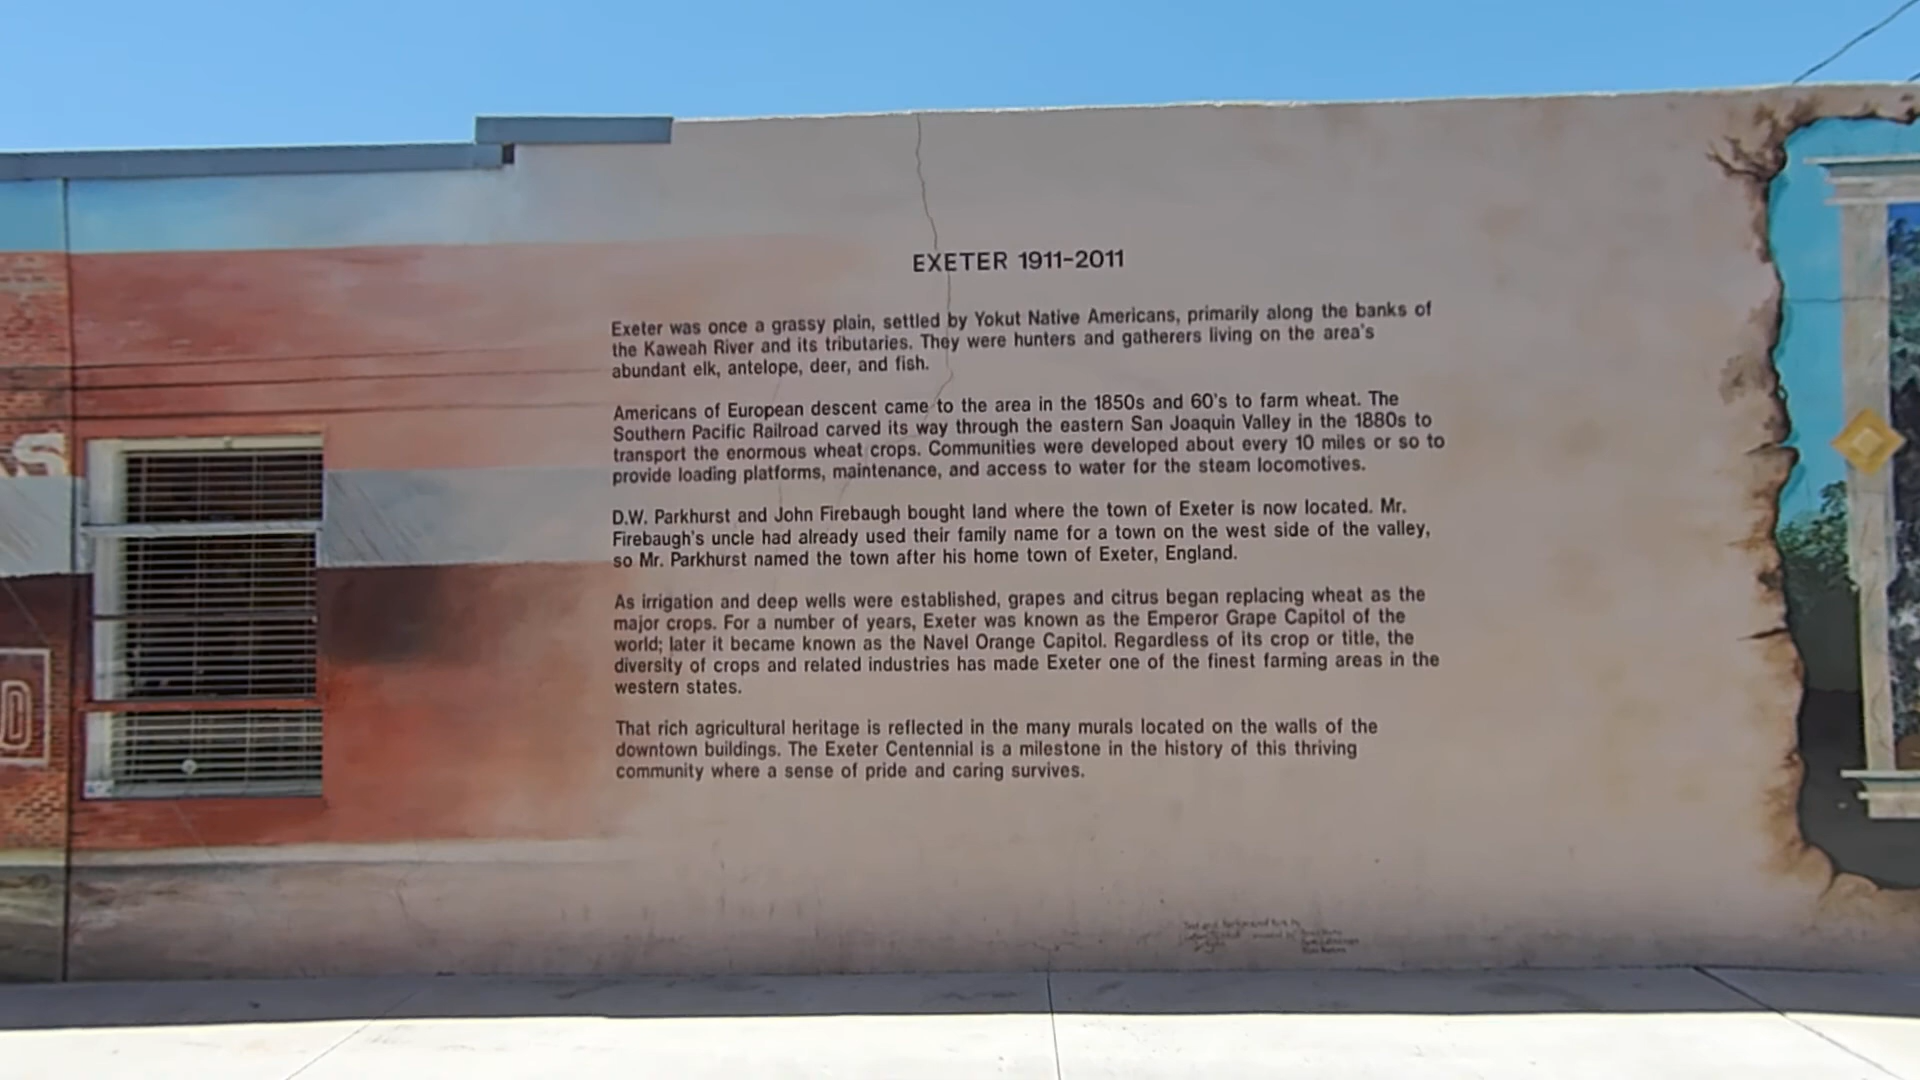 EXETER 1911-2011
Exeter was once a grassy plain, settled by Yokut Native Americans, primarily along the banks of
the Kaweah River and its tributaries. They were hunters and gatherers living on the area's
abundant elk, antelope, deer, and fish.
Americans of European descent came to the area in the 1850s and 60's to farm wheat. The
Southern Pacific Railroad carved its way through the eastern San Joaquin Valley in the 1880s to
transport the enormous wheat crops. Communities were developed about every 10 miles or so to
provide loading platforms, maintenance, and access to water for the steam locomotives.
D.W. Parkhurst and John Firebaugh bought land where the town of Exeter is now located. Mr.
Firebaugh's uncle had already used their family name for a town on the west side of the valley,
so Mr. Parkhurst named the town after his home town of Exeter, England.
As irrigation and deep wells were established, grapes and citrus began replacing wheat as the
major crops. For a number of years, Exeter was known as the Emperor Grape Capitol of the
world; later it became known as the Navel Orange Capitol. Regardless of its crop or title, the
diversity of crops and related industries has made Exeter one of the finest farming areas in the
western states.
That rich agricultural heritage is reflected in the many murals located on the walls of the
downtown buildings. The Exeter Centennial is a milestone in the history of this thriving
community where a sense of pride and caring survives.